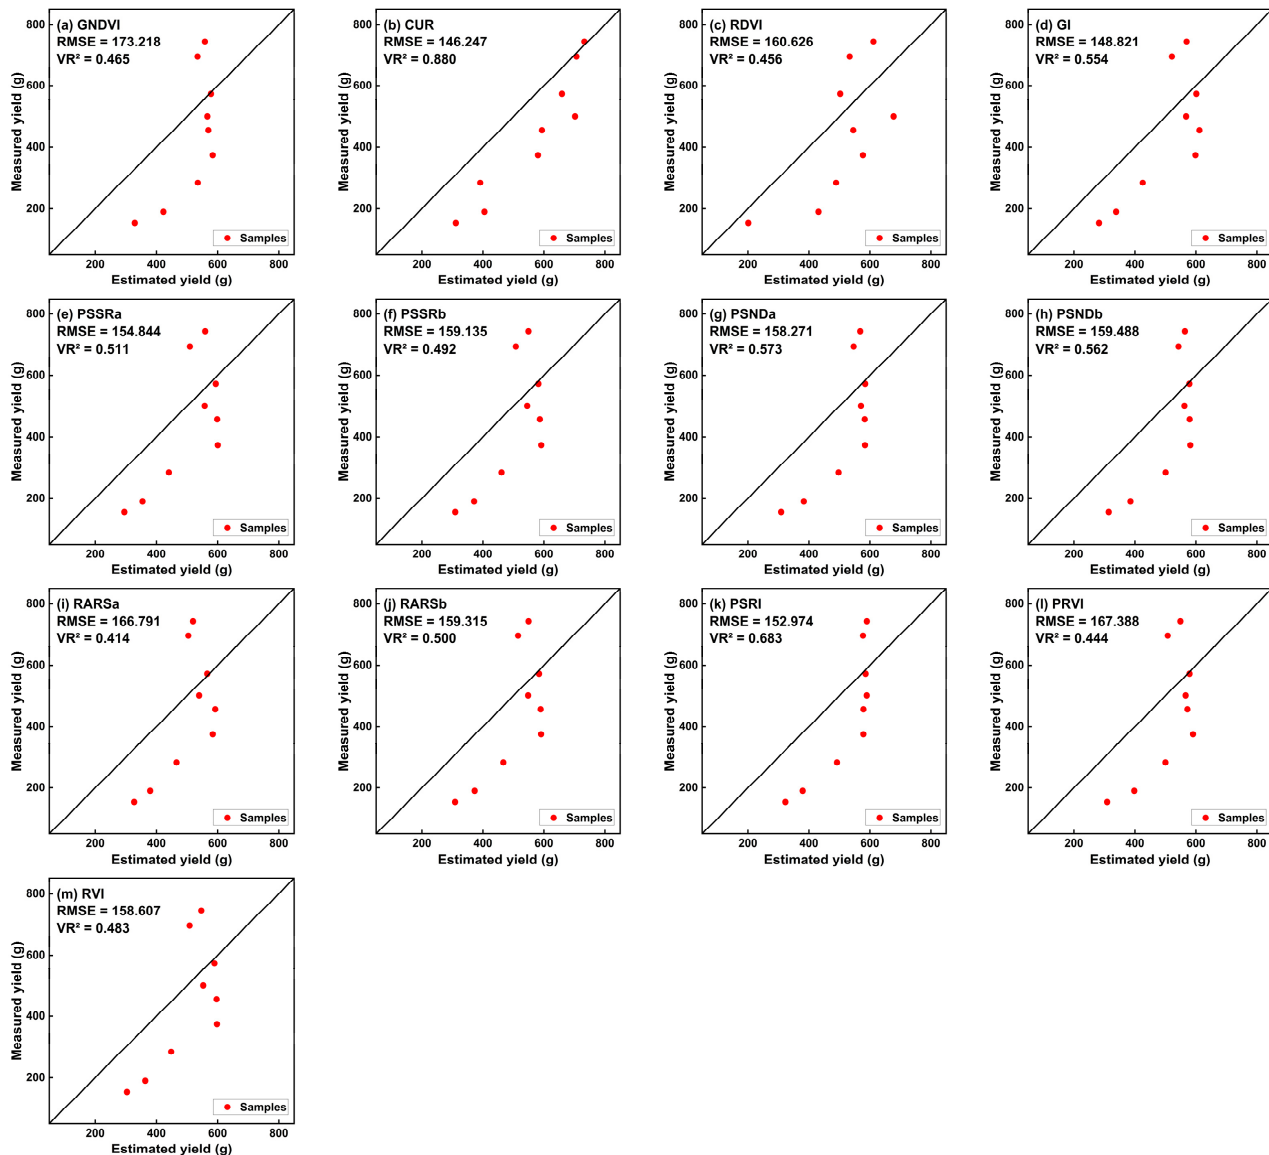 (a) GNDVI
RMSE = 173.218
VR² = 0.465
800
600
400
200
Measured yield (g)
Samples
200 400 600 800
Estimated yield (g)
(b) CUR
RMSE = 146.247
VR² = 0.880
800
600
400
200
Measured yield (g)
Samples
200 400 600 800
Estimated yield (g)
(c) RDVI
RMSE = 160.626
VR² = 0.456
800
600
400
200
Measured yield (g)
Samples
200 400 600 800
Estimated yield (g)
(d) GI
RMSE = 148.821
VR² = 0.554
800
600
400
200
Measured yield (g)
Samples
200 400 600 800
Estimated yield (g)
(e) PSSRa
RMSE = 154.844
VR² = 0.511
800
600
400
200
Measured yield (g)
Samples
200 400 600 800
Estimated yield (g)
(f) PSSRb
RMSE = 159.135
VR² = 0.492
800
600
400
200
Measured yield (g)
Samples
200 400 600 800
Estimated yield (g)
(g) PSNDa
RMSE = 158.271
VR² = 0.573
800
600
400
200
Measured yield (g)
Samples
200 400 600 800
Estimated yield (g)
(h) PSNDb
RMSE = 159.488
VR² = 0.562
800
600
400
200
Measured yield (g)
Samples
200 400 600 800
Estimated yield (g)
(i) RARSa
RMSE = 166.791
VR² = 0.414
800
600
400
200
Measured yield (g)
Samples
200 400 600 800
Estimated yield (g)
(j) RARSb
RMSE = 159.315
VR² = 0.500
800
600
400
200
Measured yield (g)
Samples
200 400 600 800
Estimated yield (g)
(k) PSRI
RMSE = 152.974
VR² = 0.683
800
600
400
200
Measured yield (g)
Samples
200 400 600 800
Estimated yield (g)
(l) PRVI
RMSE = 167.388
VR² = 0.444
800
600
400
200
Measured yield (g)
Samples
200 400 600 800
Estimated yield (g)
(m) RVI
RMSE = 158.607
VR² = 0.483
800
600
400
200
Measured yield (g)
Samples
200 400 600 800
Estimated yield (g)